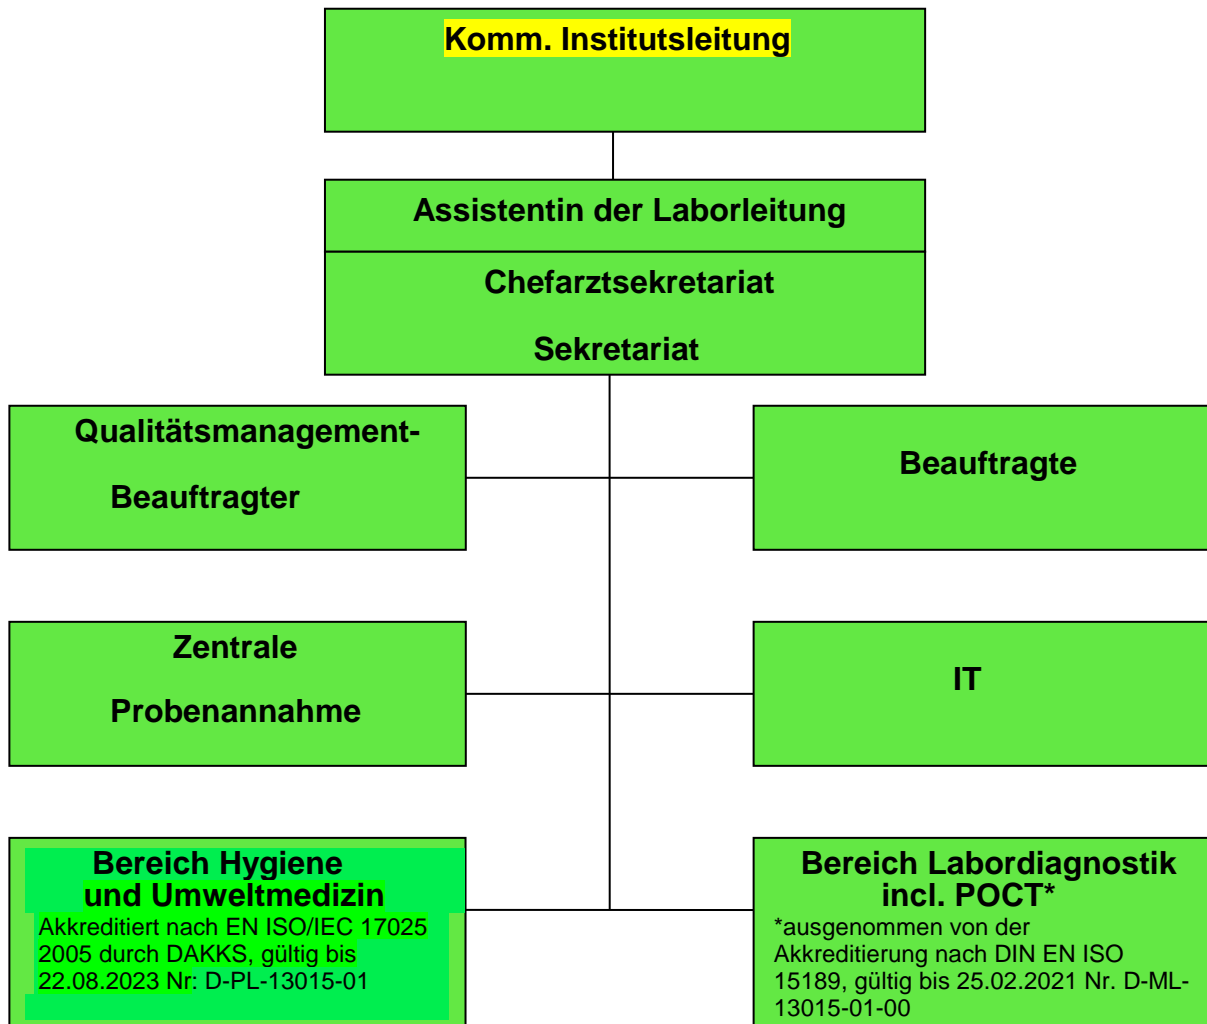 Komm. Institutsleitung
Assistentin der Laborleitung
Chefarztsekretariat
Sekretariat
Qualitätsmanagement-
Beauftragter
Beauftragte
Zentrale
Probenannahme
IT
Bereich Hygiene
und Umweltmedizin
Akkreditiert nach EN ISO/IEC 17025
2005 durch DAKKS, gültig bis
22.08.2023 Nr: D-PL-13015-01
Bereich Labordiagnostik
incl. POCT*
*ausgenommen von der
Akkreditierung nach DIN EN ISO
15189, gültig bis 25.02.2021 Nr. D-ML-
13015-01-00